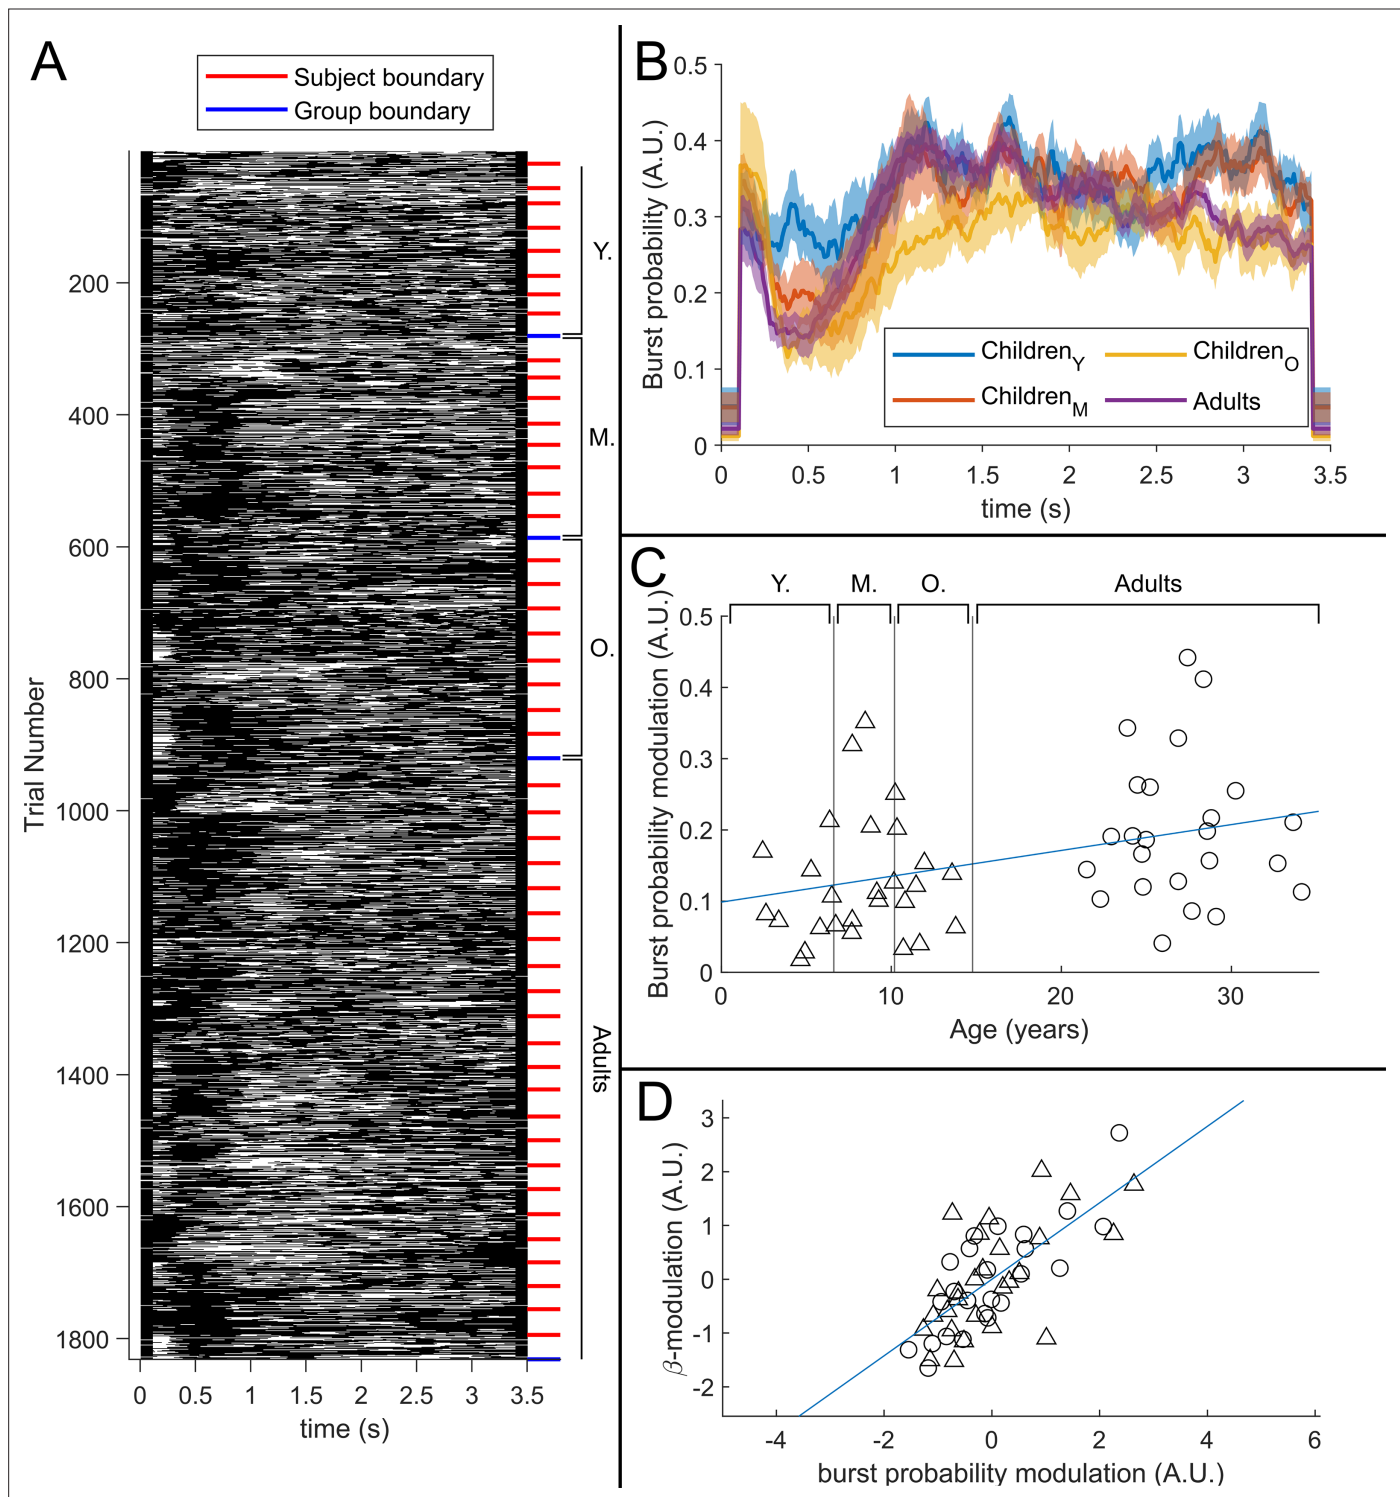 A
Subject boundary
Group boundary
Trial Number
200
400
600
800
1000
1200
1400
1600
1800
0 0.5 1 1.5 2 2.5 3 3.5
time (s)
Y.
M.
O.
Adults
B
Burst probability (A.U.)
0.5
0.4
0.3
0.2
0.1
0
Children_Y Children_O
Children_M Adults
0 0.5 1 1.5 2 2.5 3 3.5
time (s)
C
Y. M. O. Adults
Burst probability modulation (A.U.)
0.5
0.4
0.3
0.2
0.1
0
0 10 20 30
Age (years)
D
β-modulation (A.U.)
3
2
1
0
-1
-2
-4 -2 0 2 4 6
burst probability modulation (A.U.)